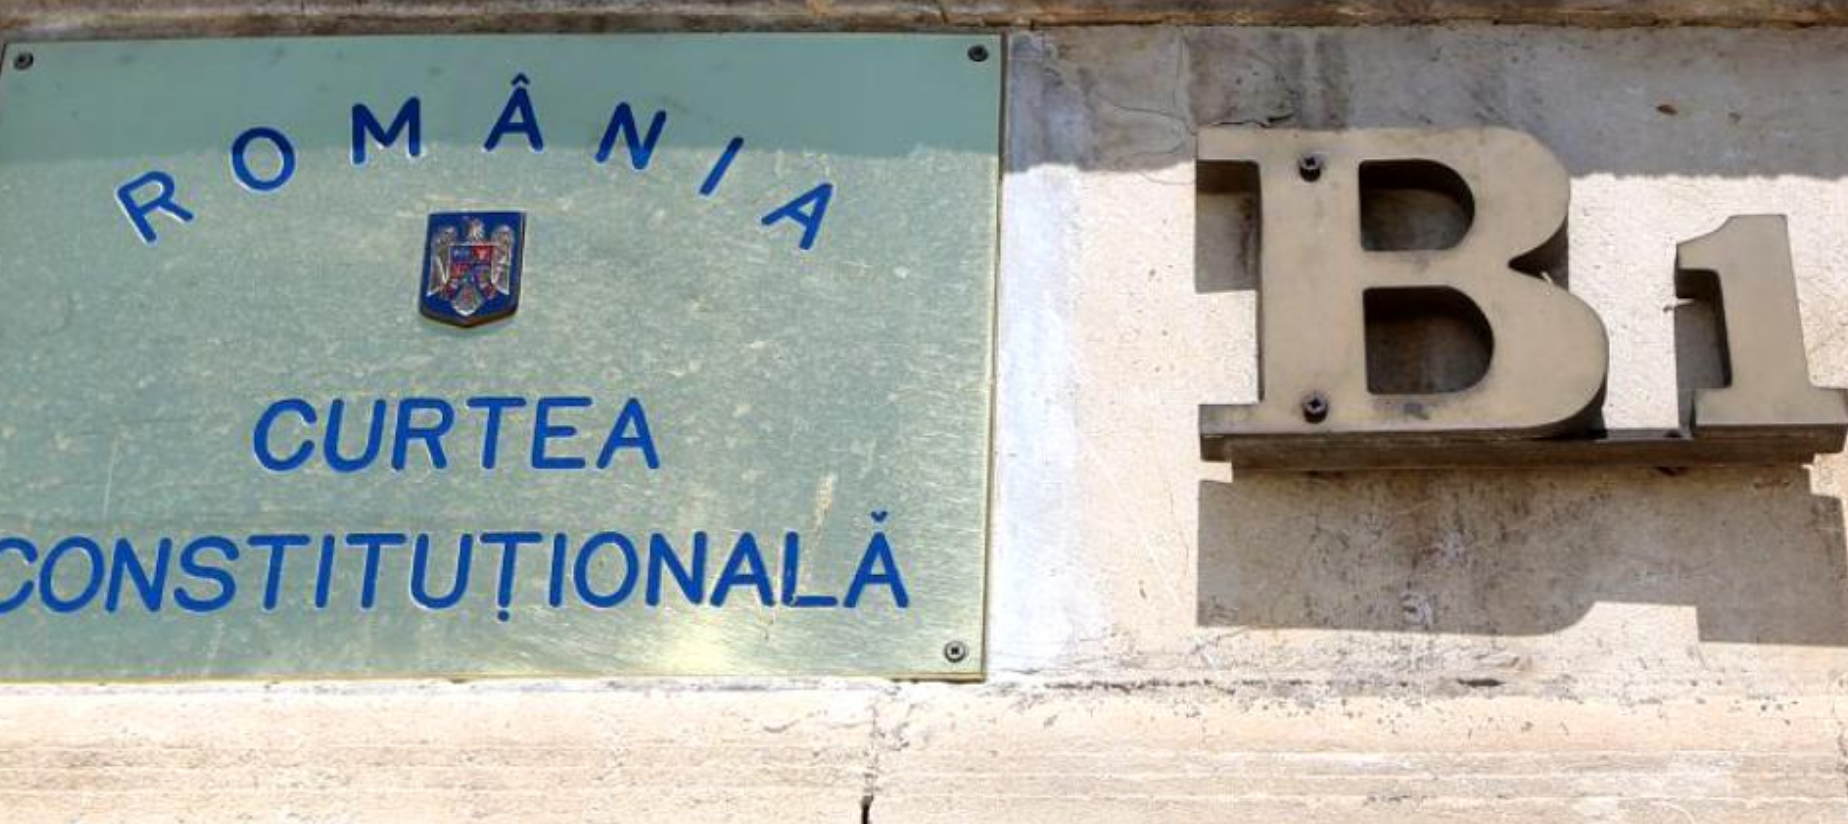 ROMÂNIA
CURTEA
CONSTITUȚIONALĂ
B1